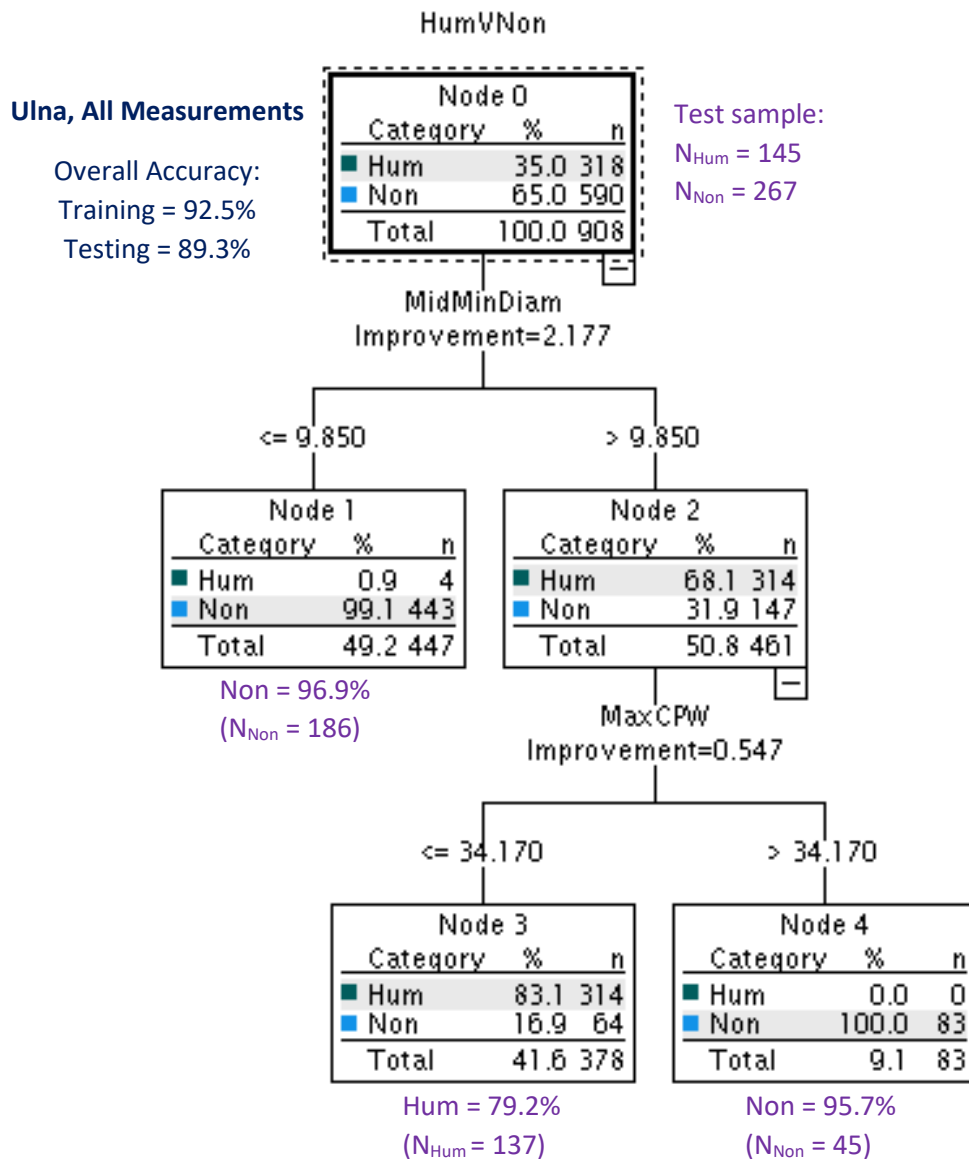 HumVNon
Ulna, All Measurements
Overall Accuracy:
Training = 92.5%
Testing = 89.3%
Node 0
Category % n
Hum 35.0 318
Non 65.0 590
Total 100.0 908
Test sample:
NHum = 145
NNon = 267
MidMinDiam
Improvement=2.177
<= 9.850
> 9.850
Node 1
Category % n
Hum 0.9 4
Non 99.1 443
Total 49.2 447
Non = 96.9%
(NNon = 186)
Node 2
Category % n
Hum 68.1 314
Non 31.9 147
Total 50.8 461
MaxCPW
Improvement=0.547
<= 34.170
> 34.170
Node 3
Category % n
Hum 83.1 314
Non 16.9 64
Total 41.6 378
Hum = 79.2%
(NHum = 137)
Node 4
Category % n
Hum 0.0 0
Non 100.0 83
Total 9.1 83
Non = 95.7%
(NNon = 45)